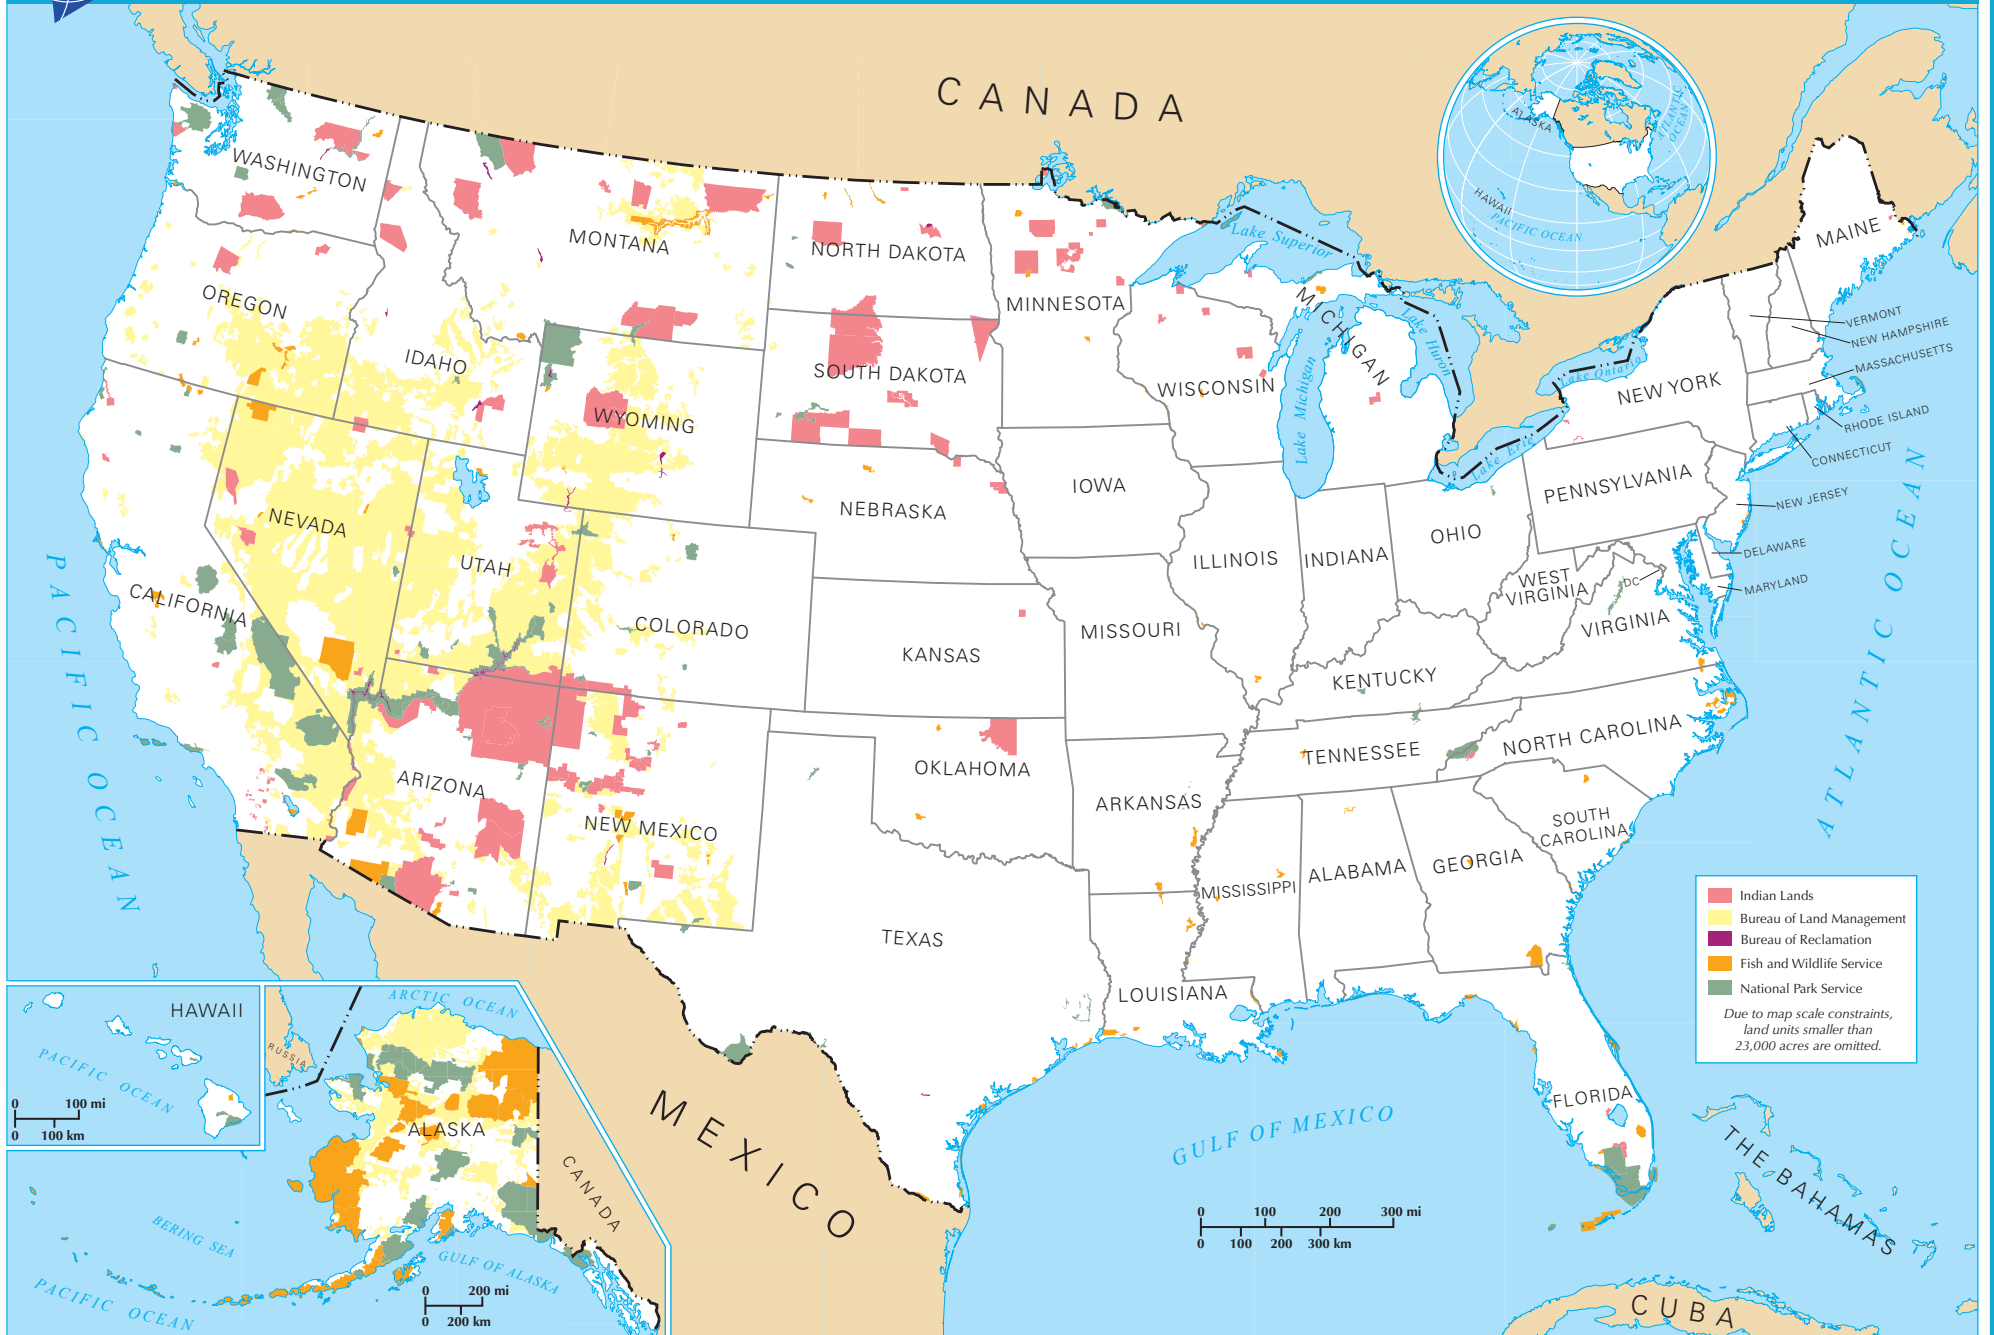 CANADA
ALASKA
ATLANTIC
OCEAN
HAWAII
PACIFIC OCEAN
WASHINGTON
MONTANA
NORTH DAKOTA
MINNESOTA
Lake Superior
MICHIGAN
Lake Huron
Lake Michigan
Lake Ontario
Lake Erie
MAINE
VERMONT
NEW HAMPSHIRE
MASSACHUSETTS
RHODE ISLAND
CONNECTICUT
NEW JERSEY
DELAWARE
MARYLAND
OREGON
IDAHO
WYOMING
SOUTH DAKOTA
WISCONSIN
NEW YORK
PENNSYLVANIA
NEVADA
UTAH
NEBRASKA
IOWA
ILLINOIS
INDIANA
OHIO
WEST
VIRGINIA
DC
VIRGINIA
CALIFORNIA
COLORADO
KANSAS
MISSOURI
KENTUCKY
ARIZONA
NEW MEXICO
OKLAHOMA
ARKANSAS
TENNESSEE
NORTH CAROLINA
SOUTH
CAROLINA
TEXAS
LOUISIANA
MISSISSIPPI
ALABAMA
GEORGIA
FLORIDA
PACIFIC OCEAN
ATLANTIC OCEAN
Indian Lands
Bureau of Land Management
Bureau of Reclamation
Fish and Wildlife Service
National Park Service
Due to map scale constraints,
land units smaller than
23,000 acres are omitted.
HAWAII
PACIFIC OCEAN
0 100 mi
0 100 km
ARCTIC OCEAN
RUSSIA
ALASKA
CANADA
BERING SEA
GULF OF ALASKA
PACIFIC OCEAN
0 200 mi
0 200 km
MEXICO
GULF OF MEXICO
0 100 200 300 mi
0 100 200 300 km
THE BAHAMAS
CUBA